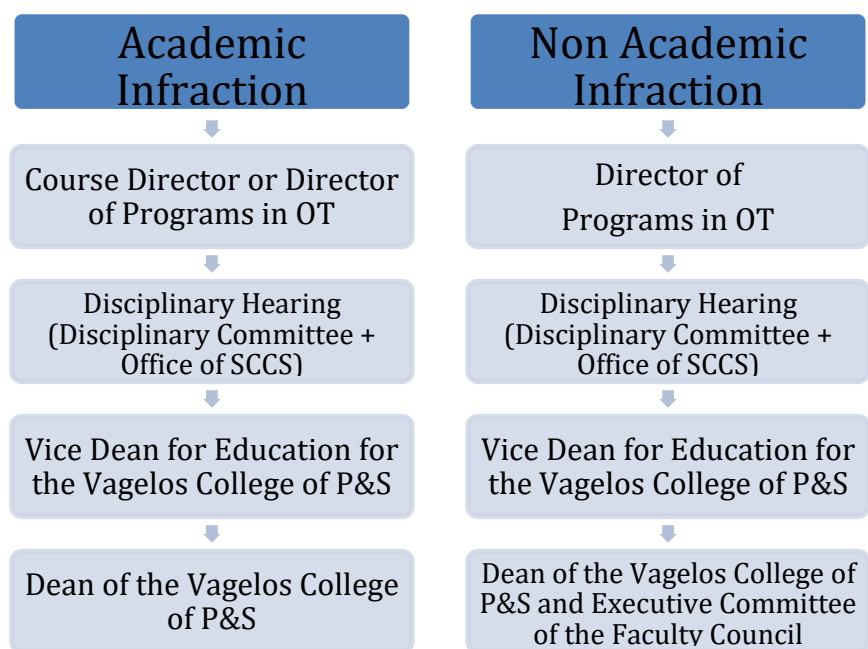 Academic
Infraction
Course Director or Director
of Programs in OT
Disciplinary Hearing
(Disciplinary Committee +
Office of SCCS)
Vice Dean for Education for
the Vagelos College of P&S
Dean of the Vagelos College
of P&S
Non Academic
Infraction
Director of
Programs in OT
Disciplinary Hearing
(Disciplinary Committee +
Office of SCCS)
Vice Dean for Education for
the Vagelos College of P&S
Dean of the Vagelos College of
P&S and Executive Committee
of the Faculty Council